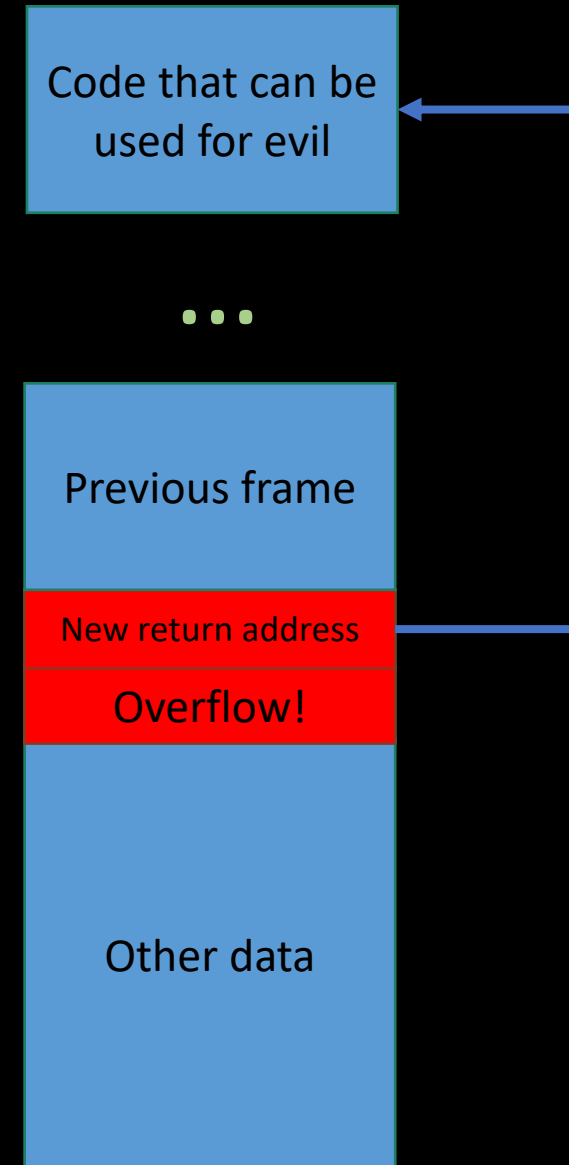 Code that can be
used for evil
...
Previous frame
New return address
Overflow!
Other data